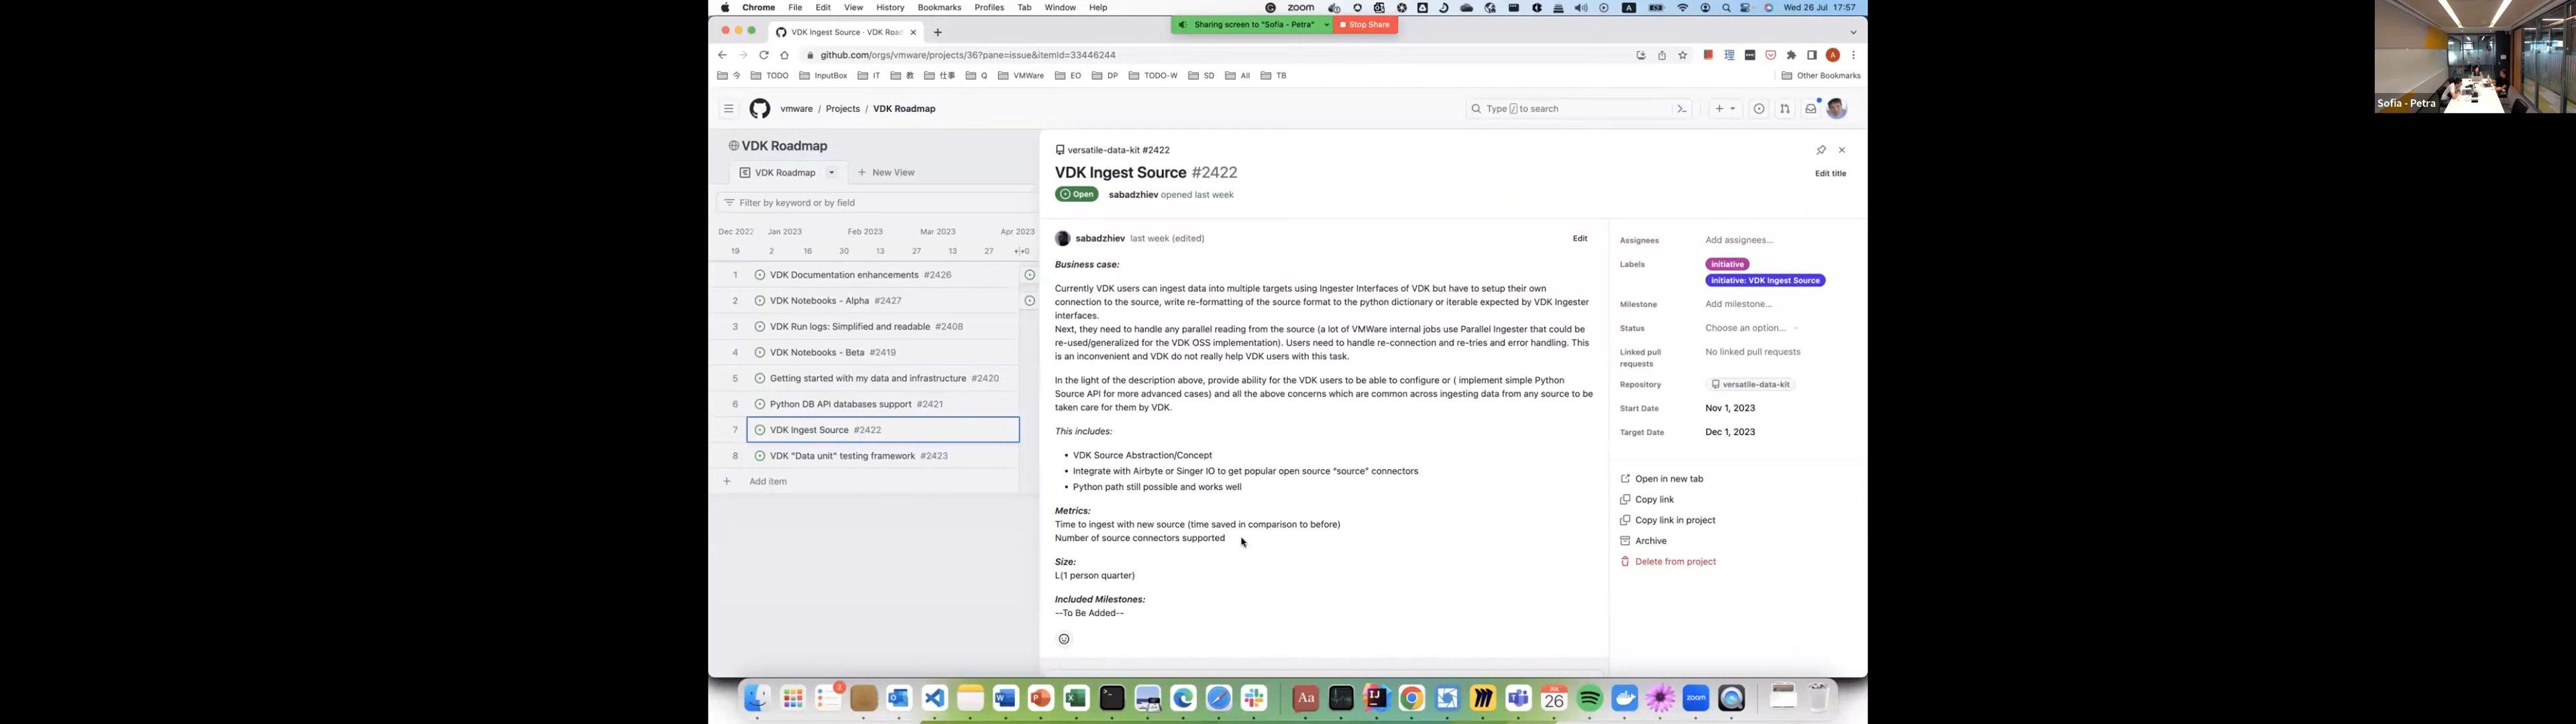 Chrome File Edit View History Bookmarks Profiles Tab Window Help
zoom
A
Wed 26 Jul 17:57
Sharing screen to "Sofia - Petra"
Stop Share
VDK Ingest Source · VDK Road
github.com/orgs/vmware/projects/36?pane=issue&itemId=33446244
A
今 TODO InputBox IT 教 仕事 Q VMWare EO DP TODO-W SD All TB Other Bookmarks
vmware / Projects / VDK Roadmap
Type / to search
VDK Roadmap
VDK Roadmap
New View
Filter by keyword or by field
Dec 2022 Jan 2023 Feb 2023 Mar 2023 Apr 2023
19 2 16 30 13 27 13 27
1 VDK Documentation enhancements #2426
2 VDK Notebooks - Alpha #2427
3 VDK Run logs: Simplified and readable #2408
4 VDK Notebooks - Beta #2419
5 Getting started with my data and infrastructure #2420
6 Python DB API databases support #2421
7 VDK Ingest Source #2422
8 VDK "Data unit" testing framework #2423
+ Add item
versatile-data-kit #2422
VDK Ingest Source #2422
Edit title
Open
sabadzhiev opened last week
sabadzhiev last week (edited)
Edit
Business case:
Currently VDK users can ingest data into multiple targets using Ingester Interfaces of VDK but have to setup their own
connection to the source, write re-formatting of the source format to the python dictionary or iterable expected by VDK Ingester
interfaces.
Next, they need to handle any parallel reading from the source (a lot of VMWare internal jobs use Parallel Ingester that could be
re-used/generalized for the VDK OSS implementation). Users need to handle re-connection and re-tries and error handling. This
is an inconvenient and VDK do not really help VDK users with this task.
In the light of the description above, provide ability for the VDK users to be able to configure or ( implement simple Python
Source API for more advanced cases) and all the above concerns which are common across ingesting data from any source to be
taken care for them by VDK.
This includes:
• VDK Source Abstraction/Concept
• Integrate with Airbyte or Singer IO to get popular open source “source” connectors
• Python path still possible and works well
Metrics:
Time to ingest with new source (time saved in comparison to before)
Number of source connectors supported
Size:
L(1 person quarter)
Included Milestones:
--To Be Added--
Assignees Add assignees...
Labels initiative
initiative: VDK Ingest Source
Milestone Add milestone...
Status Choose an option...
Linked pull requests No linked pull requests
Repository versatile-data-kit
Start Date Nov 1, 2023
Target Date Dec 1, 2023
Open in new tab
Copy link
Copy link in project
Archive
Delete from project
Sofia - Petra
2
Aa
IJ
JUL
26
zoom